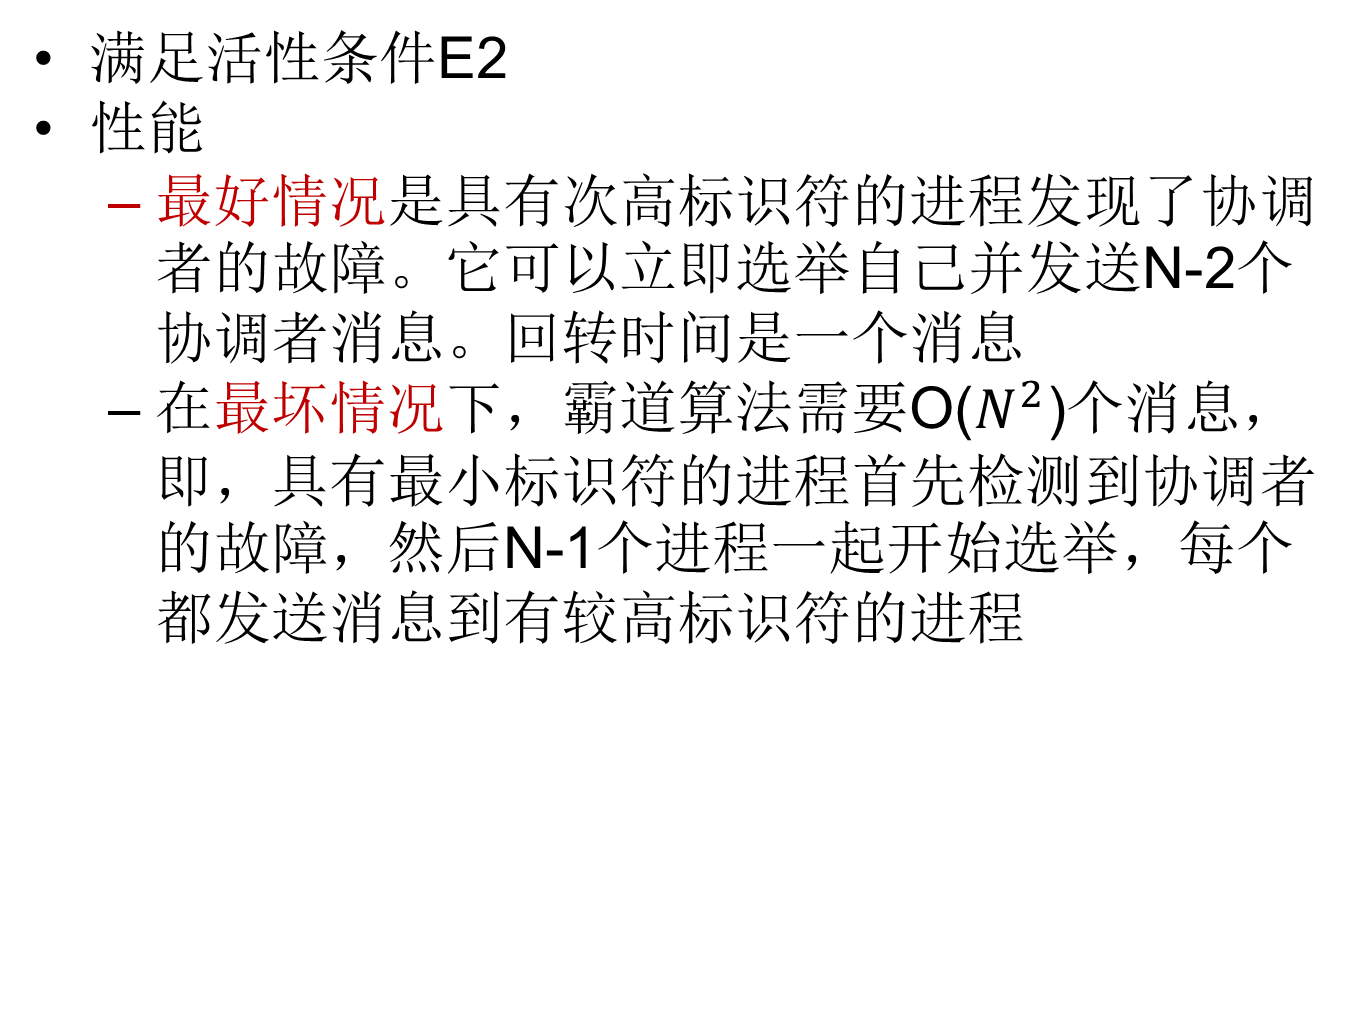 • 满足活性条件E2
• 性能
– 最好情况是具有次高标识符的进程发现了协调
者的故障。它可以立即选举自己并发送N-2个
协调者消息。回转时间是一个消息
– 在最坏情况下，霸道算法需要O(𝑁²)个消息，
即，具有最小标识符的进程首先检测到协调者
的故障，然后N-1个进程一起开始选举，每个
都发送消息到有较高标识符的进程